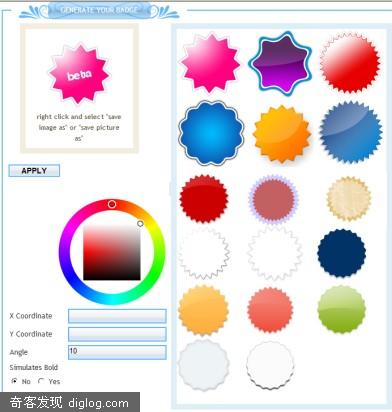 GENERATE YOUR BADGE
beta
right click and select "save
image as" or "save picture
as"
APPLY
X Coordinate
Y Coordinate
Angle 10
Simulates Bold
No Yes
奇客发现 diglog.com